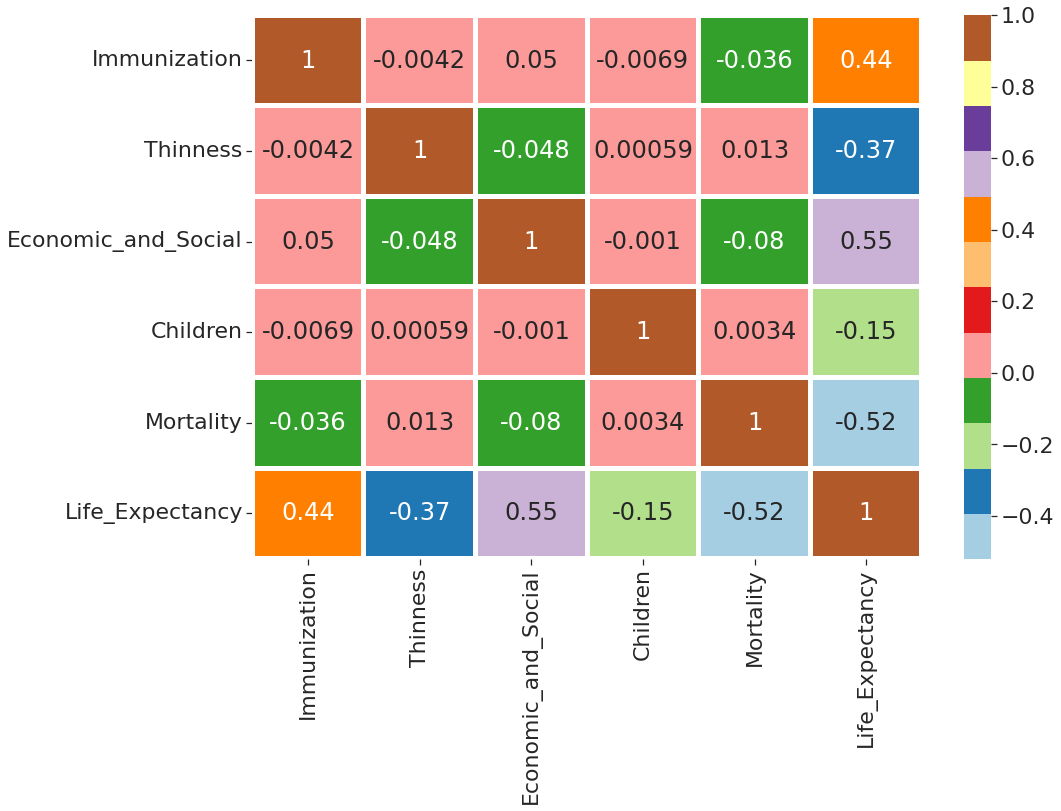 Immunization 1 -0.0042 0.05 -0.0069 -0.036 0.44
Thinness -0.0042 1 -0.048 0.00059 0.013 -0.37
Economic_and_Social 0.05 -0.048 1 -0.001 -0.08 0.55
Children -0.0069 0.00059 -0.001 1 0.0034 -0.15
Mortality -0.036 0.013 -0.08 0.0034 1 -0.52
Life_Expectancy 0.44 -0.37 0.55 -0.15 -0.52 1
Immunization
Thinness
Economic_and_Social
Children
Mortality
Life_Expectancy
1.0
0.8
0.6
0.4
0.2
0.0
−0.2
−0.4